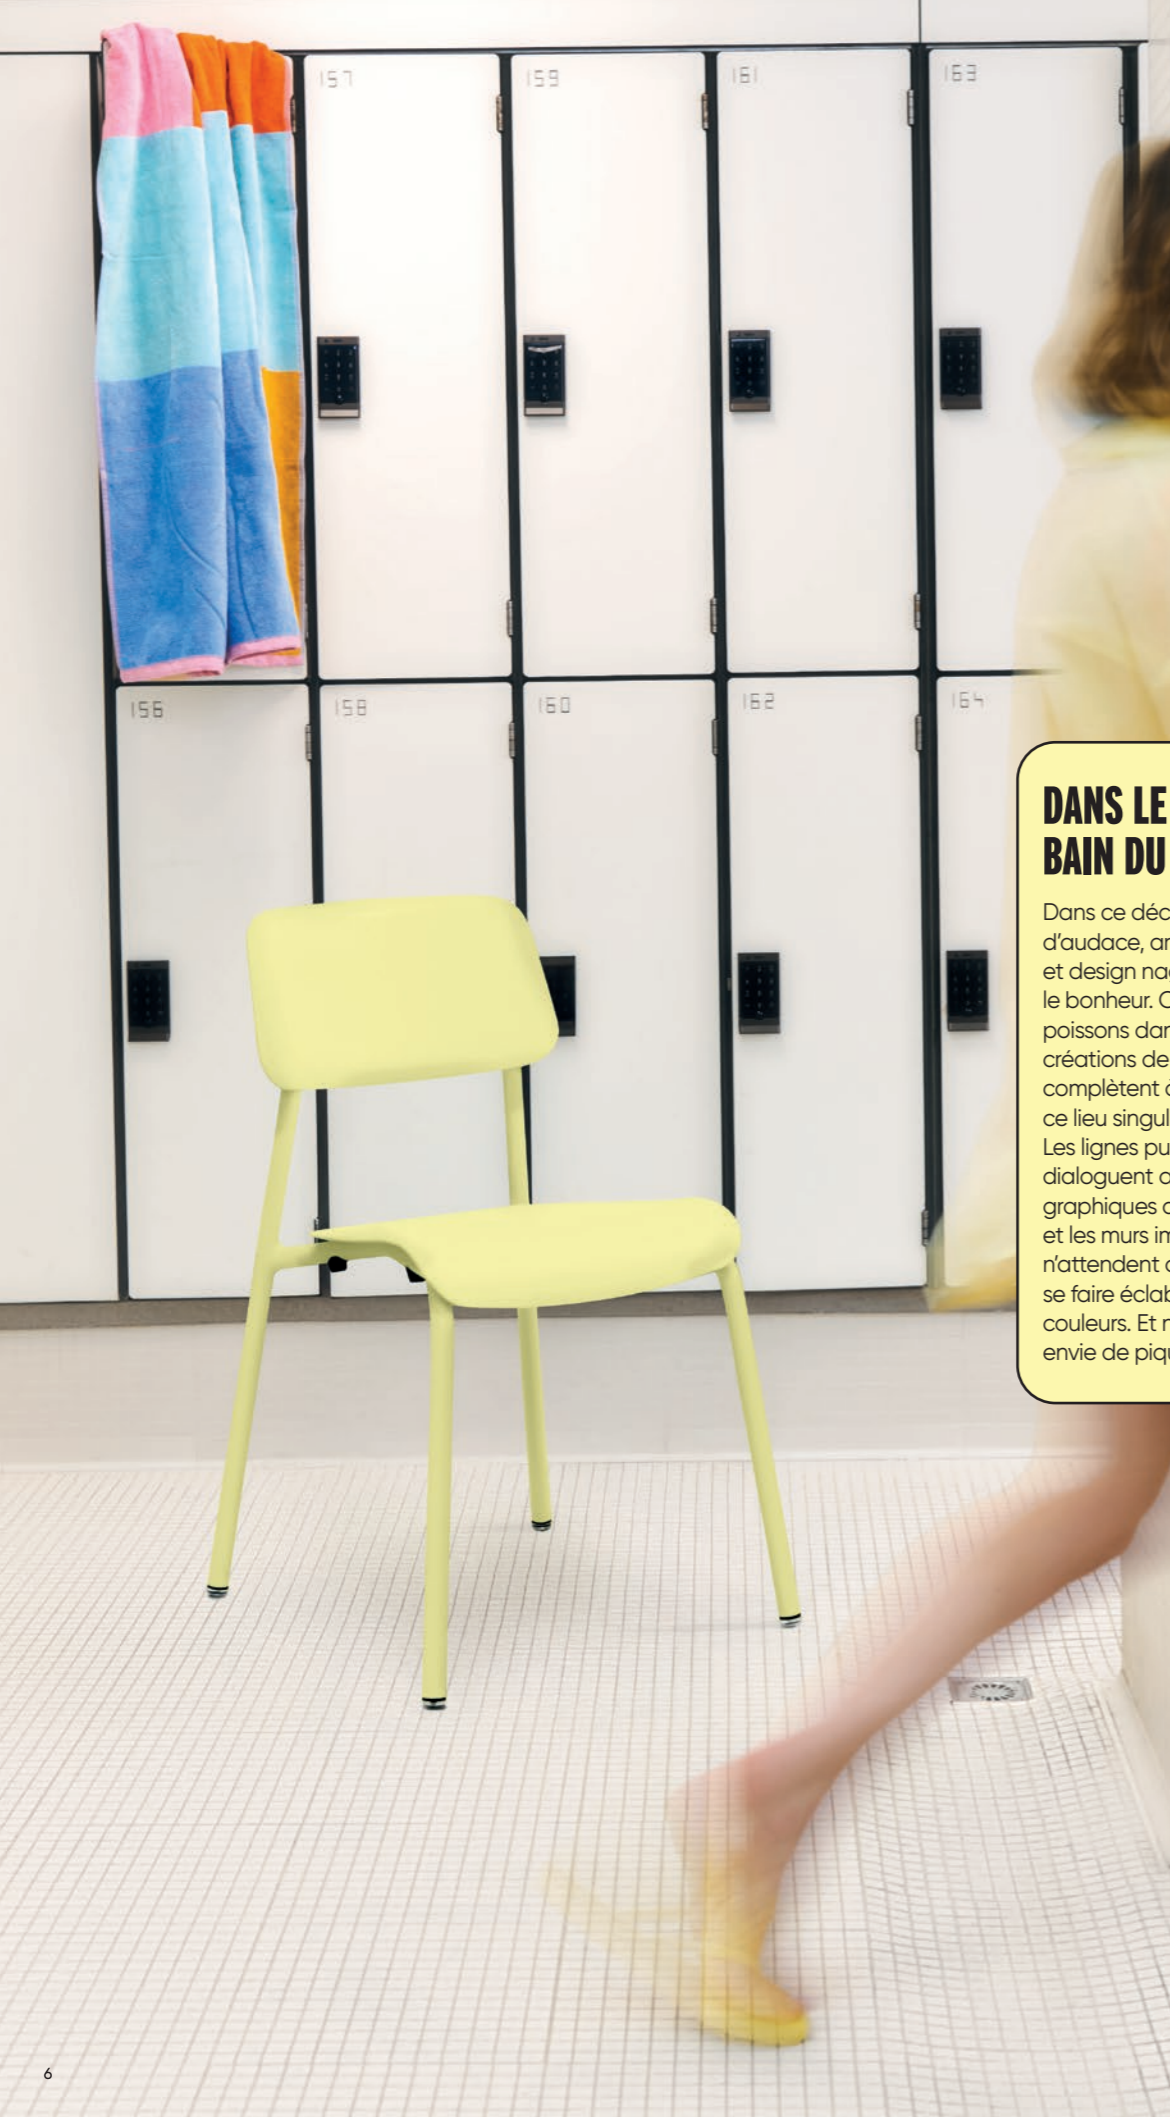 157
159
161
163
156
158
160
162
164
DANS LE
BAIN DU
Dans ce déc
d'audace, ar
et design nag
le bonheur. C
poissons dan
créations de
complètent à
ce lieu singul
Les lignes pu
dialoguent a
graphiques d
et les murs im
n'attendent q
se faire éclab
couleurs. Et n
envie de piqu
6